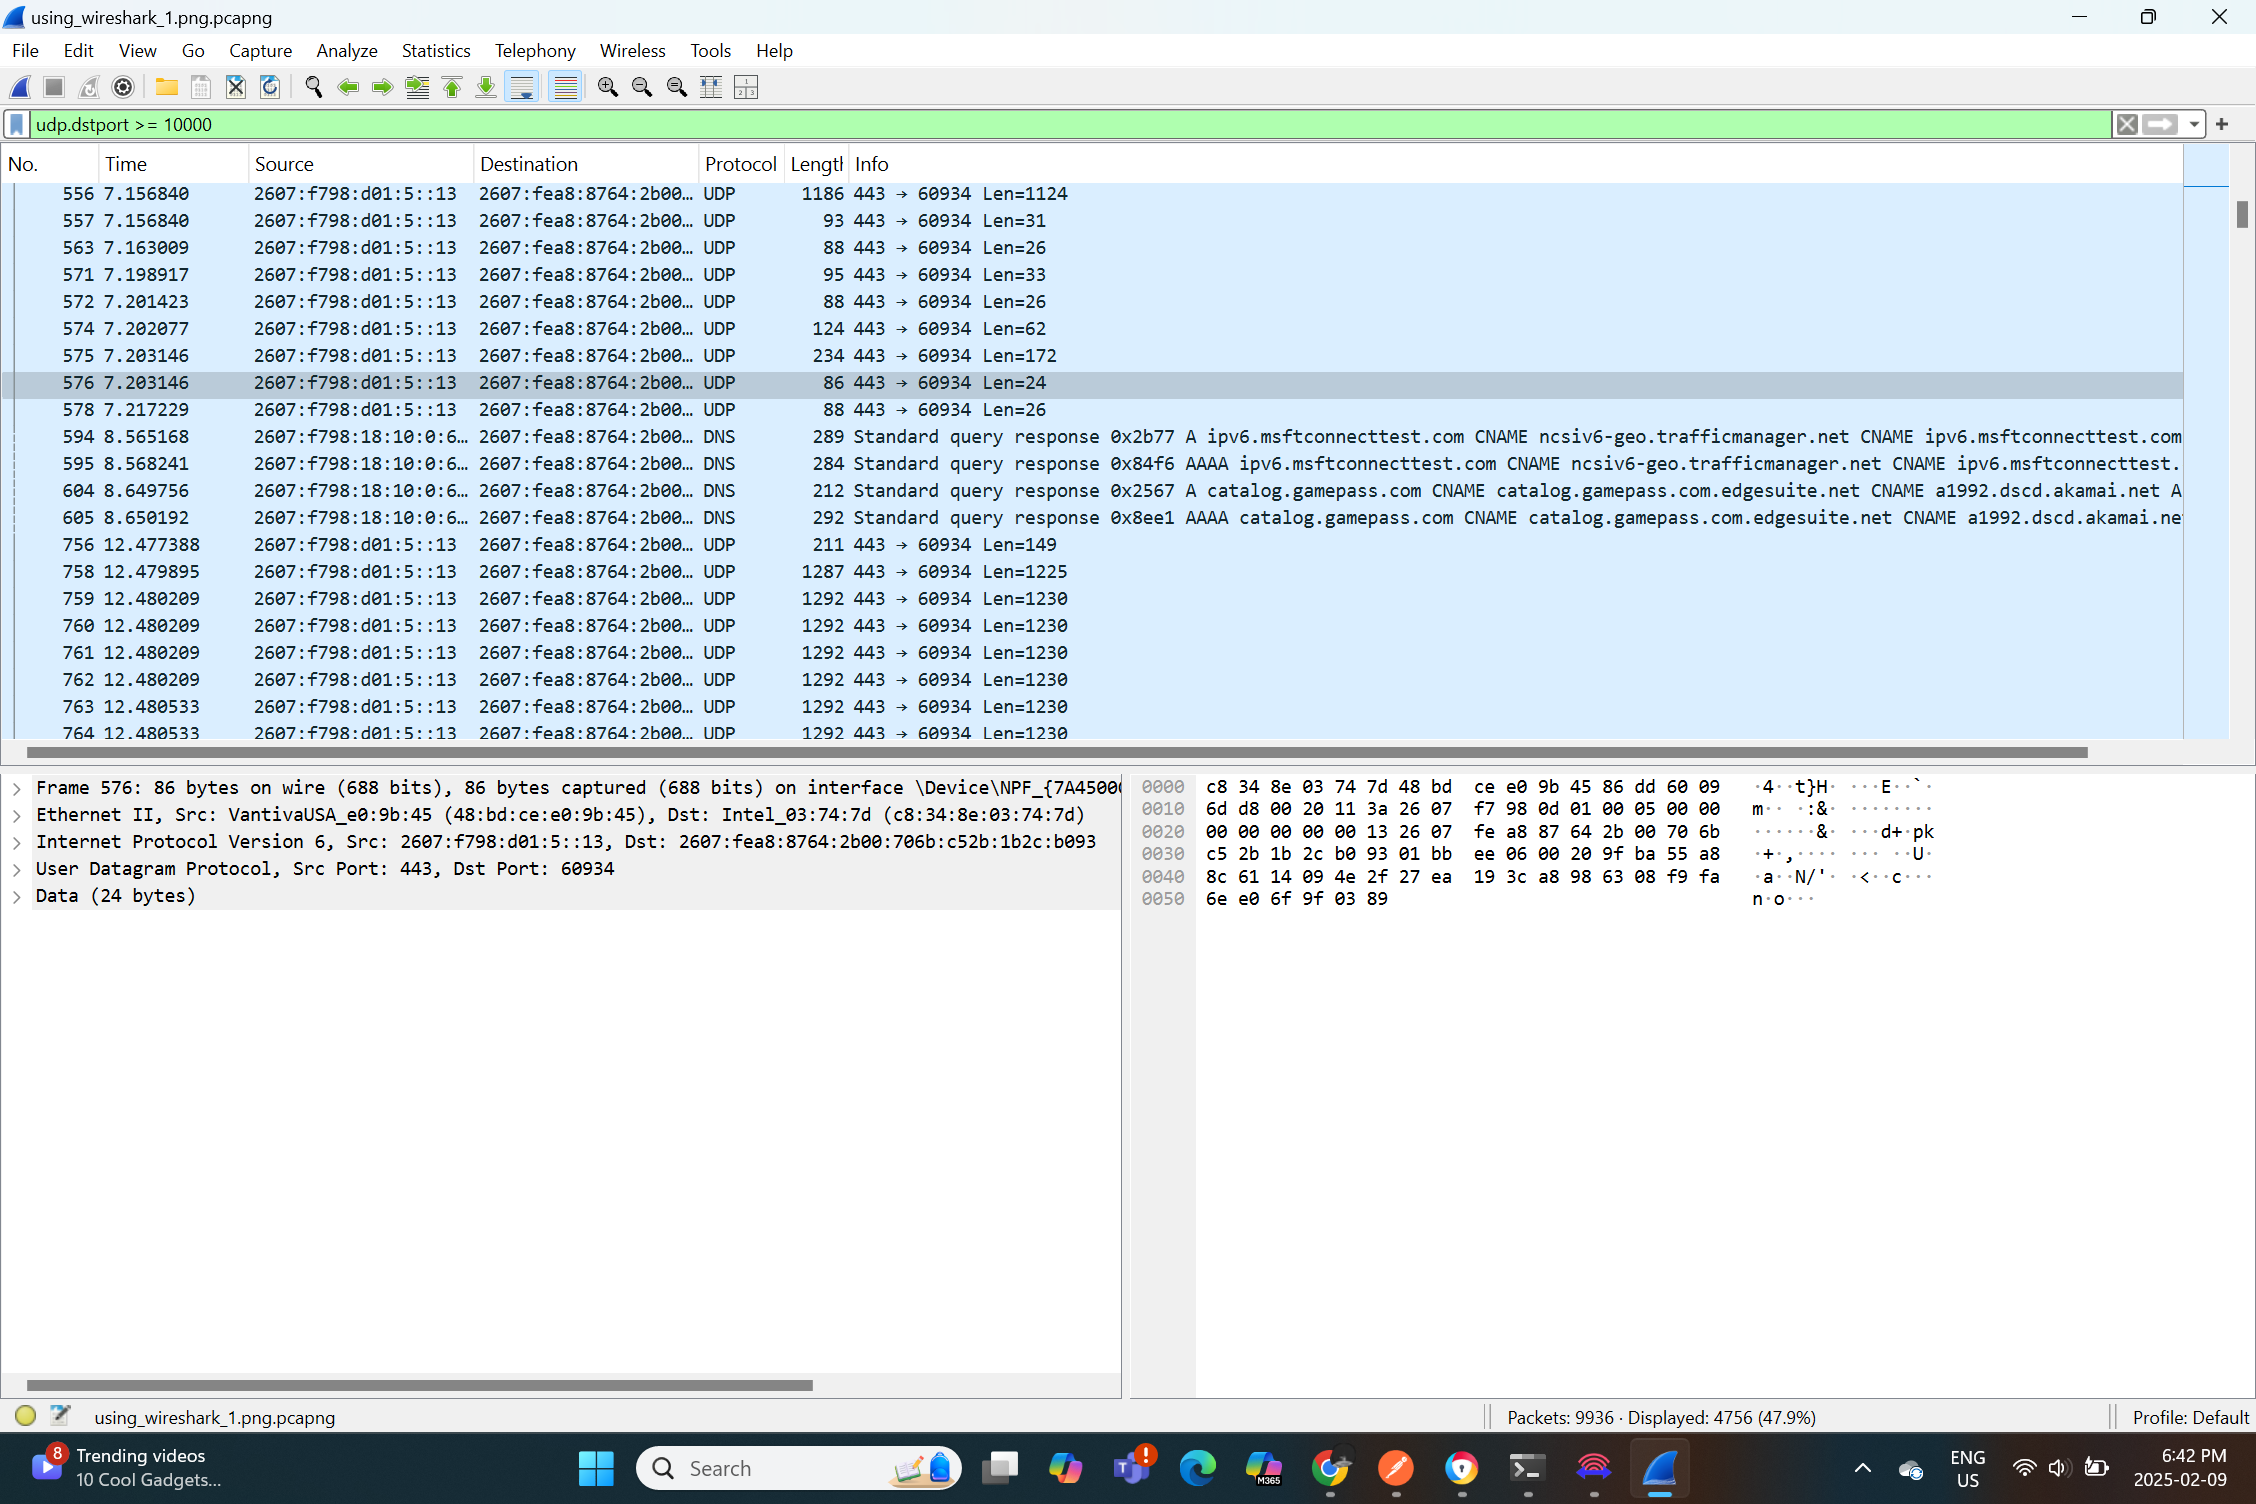 using_wireshark_1.png.pcapng
File Edit View Go Capture Analyze Statistics Telephony Wireless Tools Help
udp.dstport >= 10000
No. Time Source Destination Protocol Length Info
556 7.156840 2607:f798:d01:5::13 2607:fea8:8764:2b00… UDP 1186 443 → 60934 Len=1124
557 7.156840 2607:f798:d01:5::13 2607:fea8:8764:2b00… UDP 93 443 → 60934 Len=31
563 7.163009 2607:f798:d01:5::13 2607:fea8:8764:2b00… UDP 88 443 → 60934 Len=26
571 7.198917 2607:f798:d01:5::13 2607:fea8:8764:2b00… UDP 95 443 → 60934 Len=33
572 7.201423 2607:f798:d01:5::13 2607:fea8:8764:2b00… UDP 88 443 → 60934 Len=26
574 7.202077 2607:f798:d01:5::13 2607:fea8:8764:2b00… UDP 124 443 → 60934 Len=62
575 7.203146 2607:f798:d01:5::13 2607:fea8:8764:2b00… UDP 234 443 → 60934 Len=172
576 7.203146 2607:f798:d01:5::13 2607:fea8:8764:2b00… UDP 86 443 → 60934 Len=24
578 7.217229 2607:f798:d01:5::13 2607:fea8:8764:2b00… UDP 88 443 → 60934 Len=26
594 8.565168 2607:f798:18:10:0:6… 2607:fea8:8764:2b00… DNS 289 Standard query response 0x2b77 A ipv6.msftconnecttest.com CNAME ncsiv6-geo.trafficmanager.net CNAME ipv6.msftconnecttest.com
595 8.568241 2607:f798:18:10:0:6… 2607:fea8:8764:2b00… DNS 284 Standard query response 0x84f6 AAAA ipv6.msftconnecttest.com CNAME ncsiv6-geo.trafficmanager.net CNAME ipv6.msftconnecttest.
604 8.649756 2607:f798:18:10:0:6… 2607:fea8:8764:2b00… DNS 212 Standard query response 0x2567 A catalog.gamepass.com CNAME catalog.gamepass.com.edgesuite.net CNAME a1992.dscd.akamai.net A
605 8.650192 2607:f798:18:10:0:6… 2607:fea8:8764:2b00… DNS 292 Standard query response 0x8ee1 AAAA catalog.gamepass.com CNAME catalog.gamepass.com.edgesuite.net CNAME a1992.dscd.akamai.ne
756 12.477388 2607:f798:d01:5::13 2607:fea8:8764:2b00… UDP 211 443 → 60934 Len=149
758 12.479895 2607:f798:d01:5::13 2607:fea8:8764:2b00… UDP 1287 443 → 60934 Len=1225
759 12.480209 2607:f798:d01:5::13 2607:fea8:8764:2b00… UDP 1292 443 → 60934 Len=1230
760 12.480209 2607:f798:d01:5::13 2607:fea8:8764:2b00… UDP 1292 443 → 60934 Len=1230
761 12.480209 2607:f798:d01:5::13 2607:fea8:8764:2b00… UDP 1292 443 → 60934 Len=1230
762 12.480209 2607:f798:d01:5::13 2607:fea8:8764:2b00… UDP 1292 443 → 60934 Len=1230
763 12.480533 2607:f798:d01:5::13 2607:fea8:8764:2b00… UDP 1292 443 → 60934 Len=1230
764 12.480533 2607:f798:d01:5::13 2607:fea8:8764:2b00… UDP 1292 443 → 60934 Len=1230
Frame 576: 86 bytes on wire (688 bits), 86 bytes captured (688 bits) on interface \Device\NPF_{7A4500
Ethernet II, Src: VantivaUSA_e0:9b:45 (48:bd:ce:e0:9b:45), Dst: Intel_03:74:7d (c8:34:8e:03:74:7d)
Internet Protocol Version 6, Src: 2607:f798:d01:5::13, Dst: 2607:fea8:8764:2b00:706b:c52b:1b2c:b093
User Datagram Protocol, Src Port: 443, Dst Port: 60934
Data (24 bytes)
0000 c8 34 8e 03 74 7d 48 bd ce e0 9b 45 86 dd 60 09 ·4··t}H· ···E··`·
0010 6d d8 00 20 11 3a 26 07 f7 98 0d 01 00 05 00 00 m·· ·:&· ········
0020 00 00 00 00 00 13 26 07 fe a8 87 64 2b 00 70 6b ······&· ···d+·pk
0030 c5 2b 1b 2c b0 93 01 bb ee 06 00 20 9f ba 55 a8 ·+·,···· ··· ··U·
0040 8c 61 14 09 4e 2f 27 ea 19 3c a8 98 63 08 f9 fa ·a··N/'· ·<··c···
0050 6e e0 6f 9f 03 89 n·o···
using_wireshark_1.png.pcapng
Packets: 9936 · Displayed: 4756 (47.9%)
Profile: Default
8
Trending videos
10 Cool Gadgets...
Search
M365
ENG
US
6:42 PM
2025-02-09